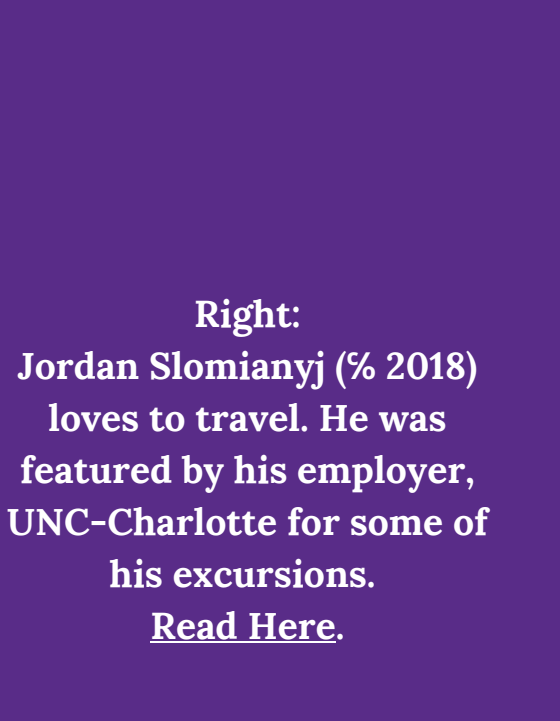 Right:
Jordan Slomianyj (℅ 2018)
loves to travel. He was
featured by his employer,
UNC-Charlotte for some of
his excursions.
Read Here.